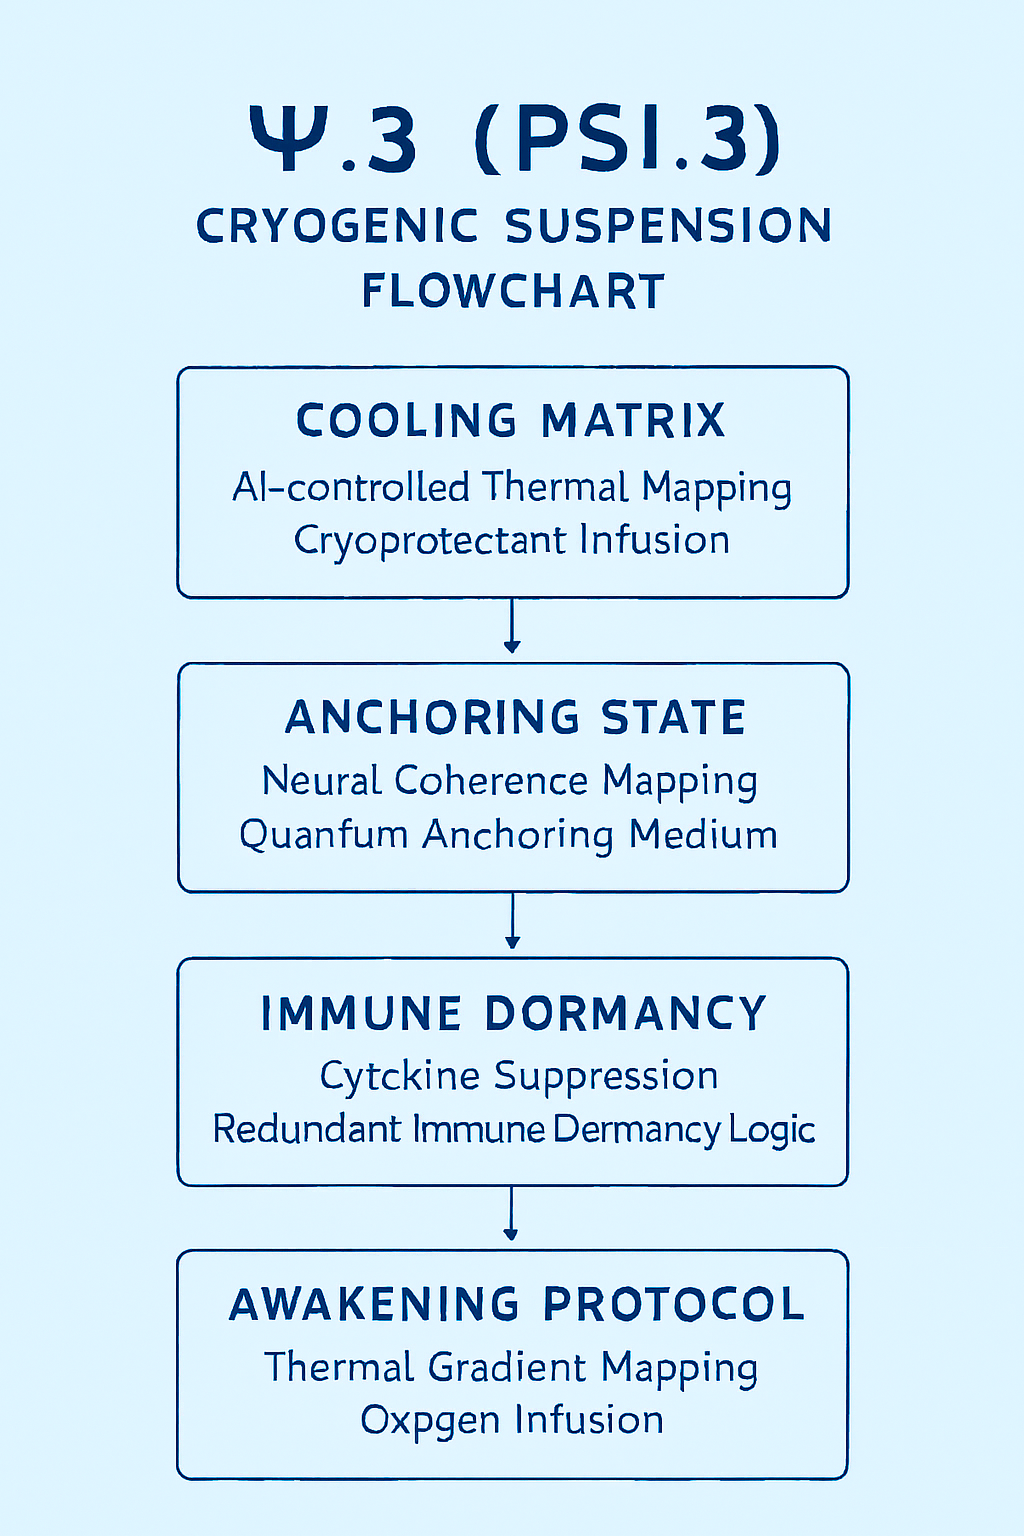 Ψ.3 (PSI.3)
CRYOGENIC SUSPENSION
FLOWCHART
COOLING MATRIX
AI-controlled Thermal Mapping
Cryoprotectant Infusion
ANCHORING STATE
Neural Coherence Mapping
Quanfum Anchoring Medium
IMMUNE DORMANCY
Cytckine Suppression
Redundant Immune Dermancy Logic
AWAKENING PROTOCOL
Thermal Gradient Mapping
Oxpgen Infusion